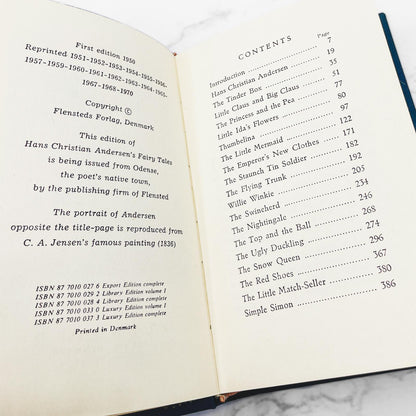 First edition 1950
Reprinted 1951-1952-1953-1954-1955-1956-
1957-1959-1960-1961-1962-1963-1964-1965-
1967-1968-1970
Copyright ©
Flensteds Forlag, Denmark
This edition of
Hans Christian Andersen's Fairy Tales
is being issued from Odense,
the poet's native town,
by the publishing firm of Flensted
The portrait of Andersen
opposite the title-page is reproduced from
C. A. Jensen's famous painting (1836)
ISBN 87 7010 027 6 Export Edition complete
ISBN 87 7010 029 2 Library Edition volume 1
ISBN 87 7010 028 4 Library Edition complete
ISBN 87 7010 033 0 Luxury Edition volume 1
ISBN 87 7010 037 3 Luxury Edition complete
Printed in Denmark
CONTENTS
Page
Introduction 7
Hans Christian Andersen 19
The Tinder Box 35
Little Claus and Big Claus 51
The Princess and the Pea 77
Little Ida's Flowers 80
Thumbelina 97
The Little Mermaid 122
The Emperor's New Clothes 171
The Staunch Tin Soldier 182
The Flying Trunk 192
Willie Winkie 205
The Swineherd 234
The Nightingale 246
The Top and the Ball 268
The Ugly Duckling 274
The Snow Queen 296
The Red Shoes 367
The Little Match-Seller 380
Simple Simon 386